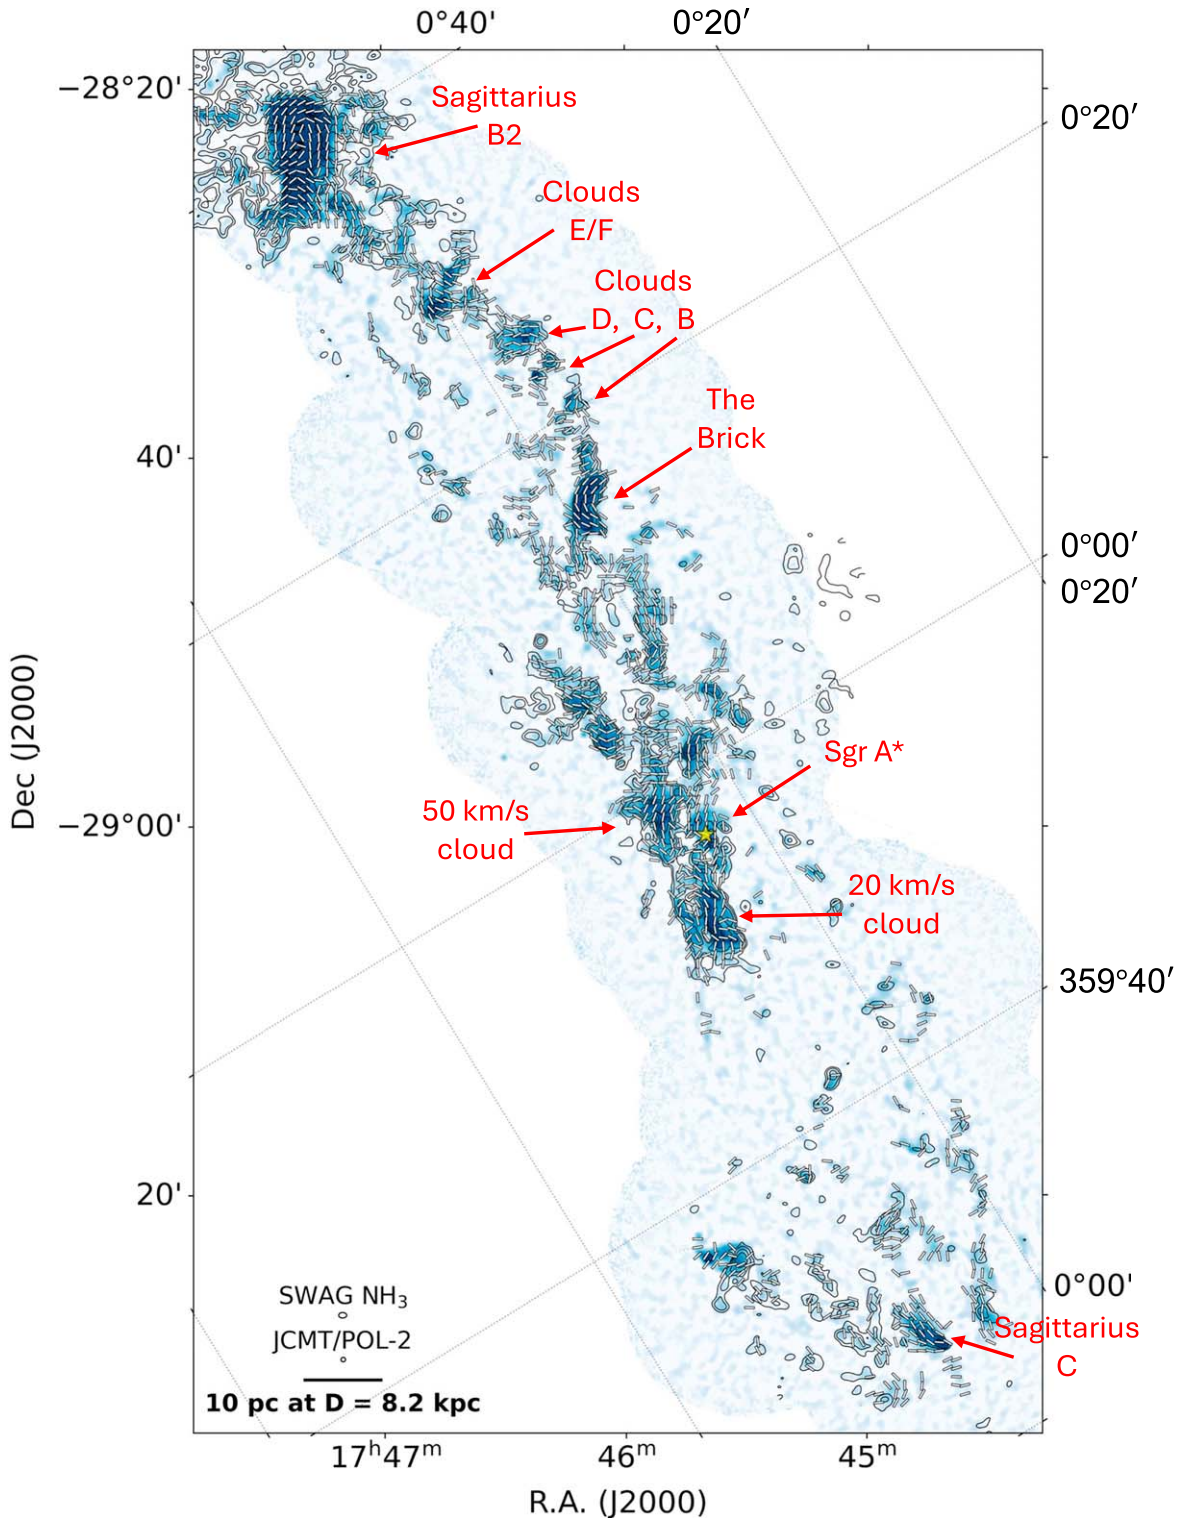 0°40′
0°20′
−28°20'
Sagittarius
B2
0°20′
Clouds
E/F
Clouds
D, C, B
The
Brick
40'
0°00′
0°20′
Dec (J2000)
Sgr A*
50 km/s
cloud
−29°00'
20 km/s
cloud
359°40′
20'
0°00'
SWAG NH₃
JCMT/POL-2
Sagittarius
C
10 pc at D = 8.2 kpc
17ʰ47ᵐ
46ᵐ
45ᵐ
R.A. (J2000)